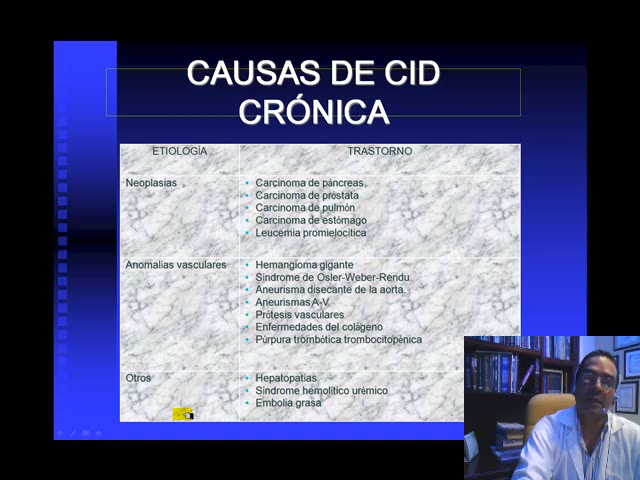 CAUSAS DE CID
CRÓNICA
ETIOLOGÍA
TRASTORNO
Neoplasias
Carcinoma de páncreas
Carcinoma de próstata
Carcinoma de pulmón
Carcinoma de estómago
Leucemia promielocítica
Anomalías vasculares
Hemangioma gigante
Síndrome de Osler-Weber-Rendu
Aneurisma disecante de la aorta.
Aneurismas A-V
Prótesis vasculares
Enfermedades del colágeno
Púrpura trombótica trombocitopénica
Otros
Hepatopatías
Síndrome hemolítico urémico
Embolia grasa